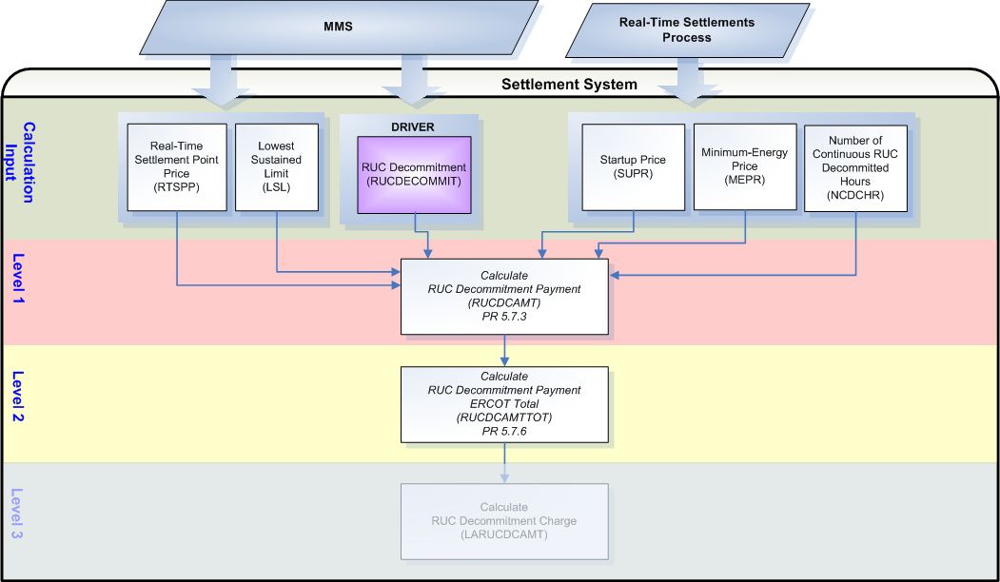 MMS
Real-Time Settlements
Process
Settlement System
Calculation
Input
DRIVER
Real-Time
Settlement Point
Price
(RTSPP)
Lowest
Sustained
Limit
(LSL)
RUC Decommitment
(RUCDECOMMIT)
Startup Price
(SUPR)
Minimum-Energy
Price
(MEPR)
Number of
Continuous RUC
Decommitted
Hours
(NCDCHR)
Level 1
Calculate
RUC Decommitment Payment
(RUCDCAMT)
PR 5.7.3
Level 2
Calculate
RUC Decommitment Payment
ERCOT Total
(RUCDCAMTTOT)
PR 5.7.6
Level 3
Calculate
RUC Decommitment Charge
(LARUCDCAMT)